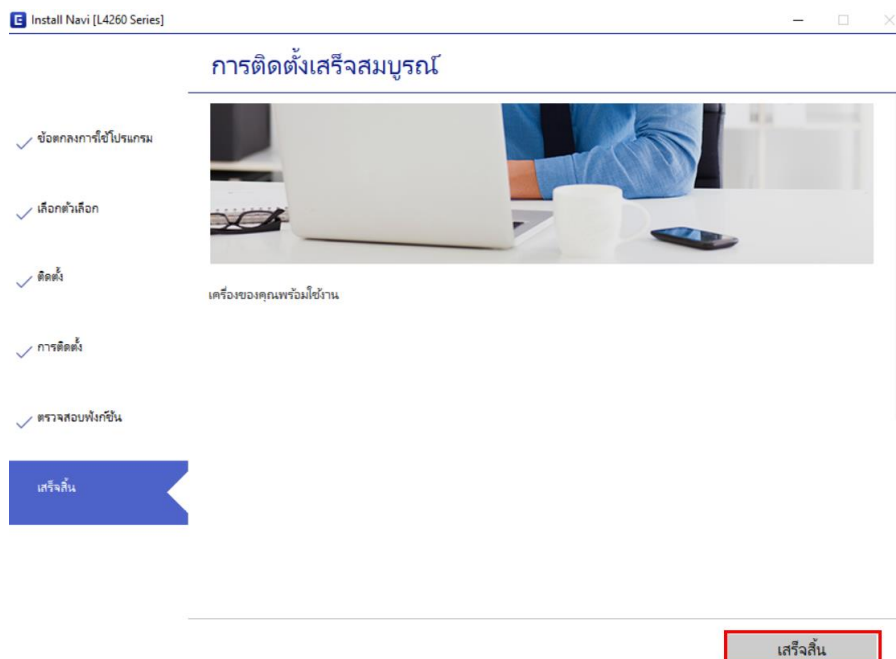 Install Navi [L4260 Series]
การติดตั้งเสร็จสมบูรณ์
ข้อตกลงการใช้โปรแกรม
เลือกตัวเลือก
ติดตั้ง
การติดตั้ง
ตรวจสอบฟังก์ชัน
เสร็จสิ้น
เครื่องของคุณพร้อมใช้งาน
เสร็จสิ้น